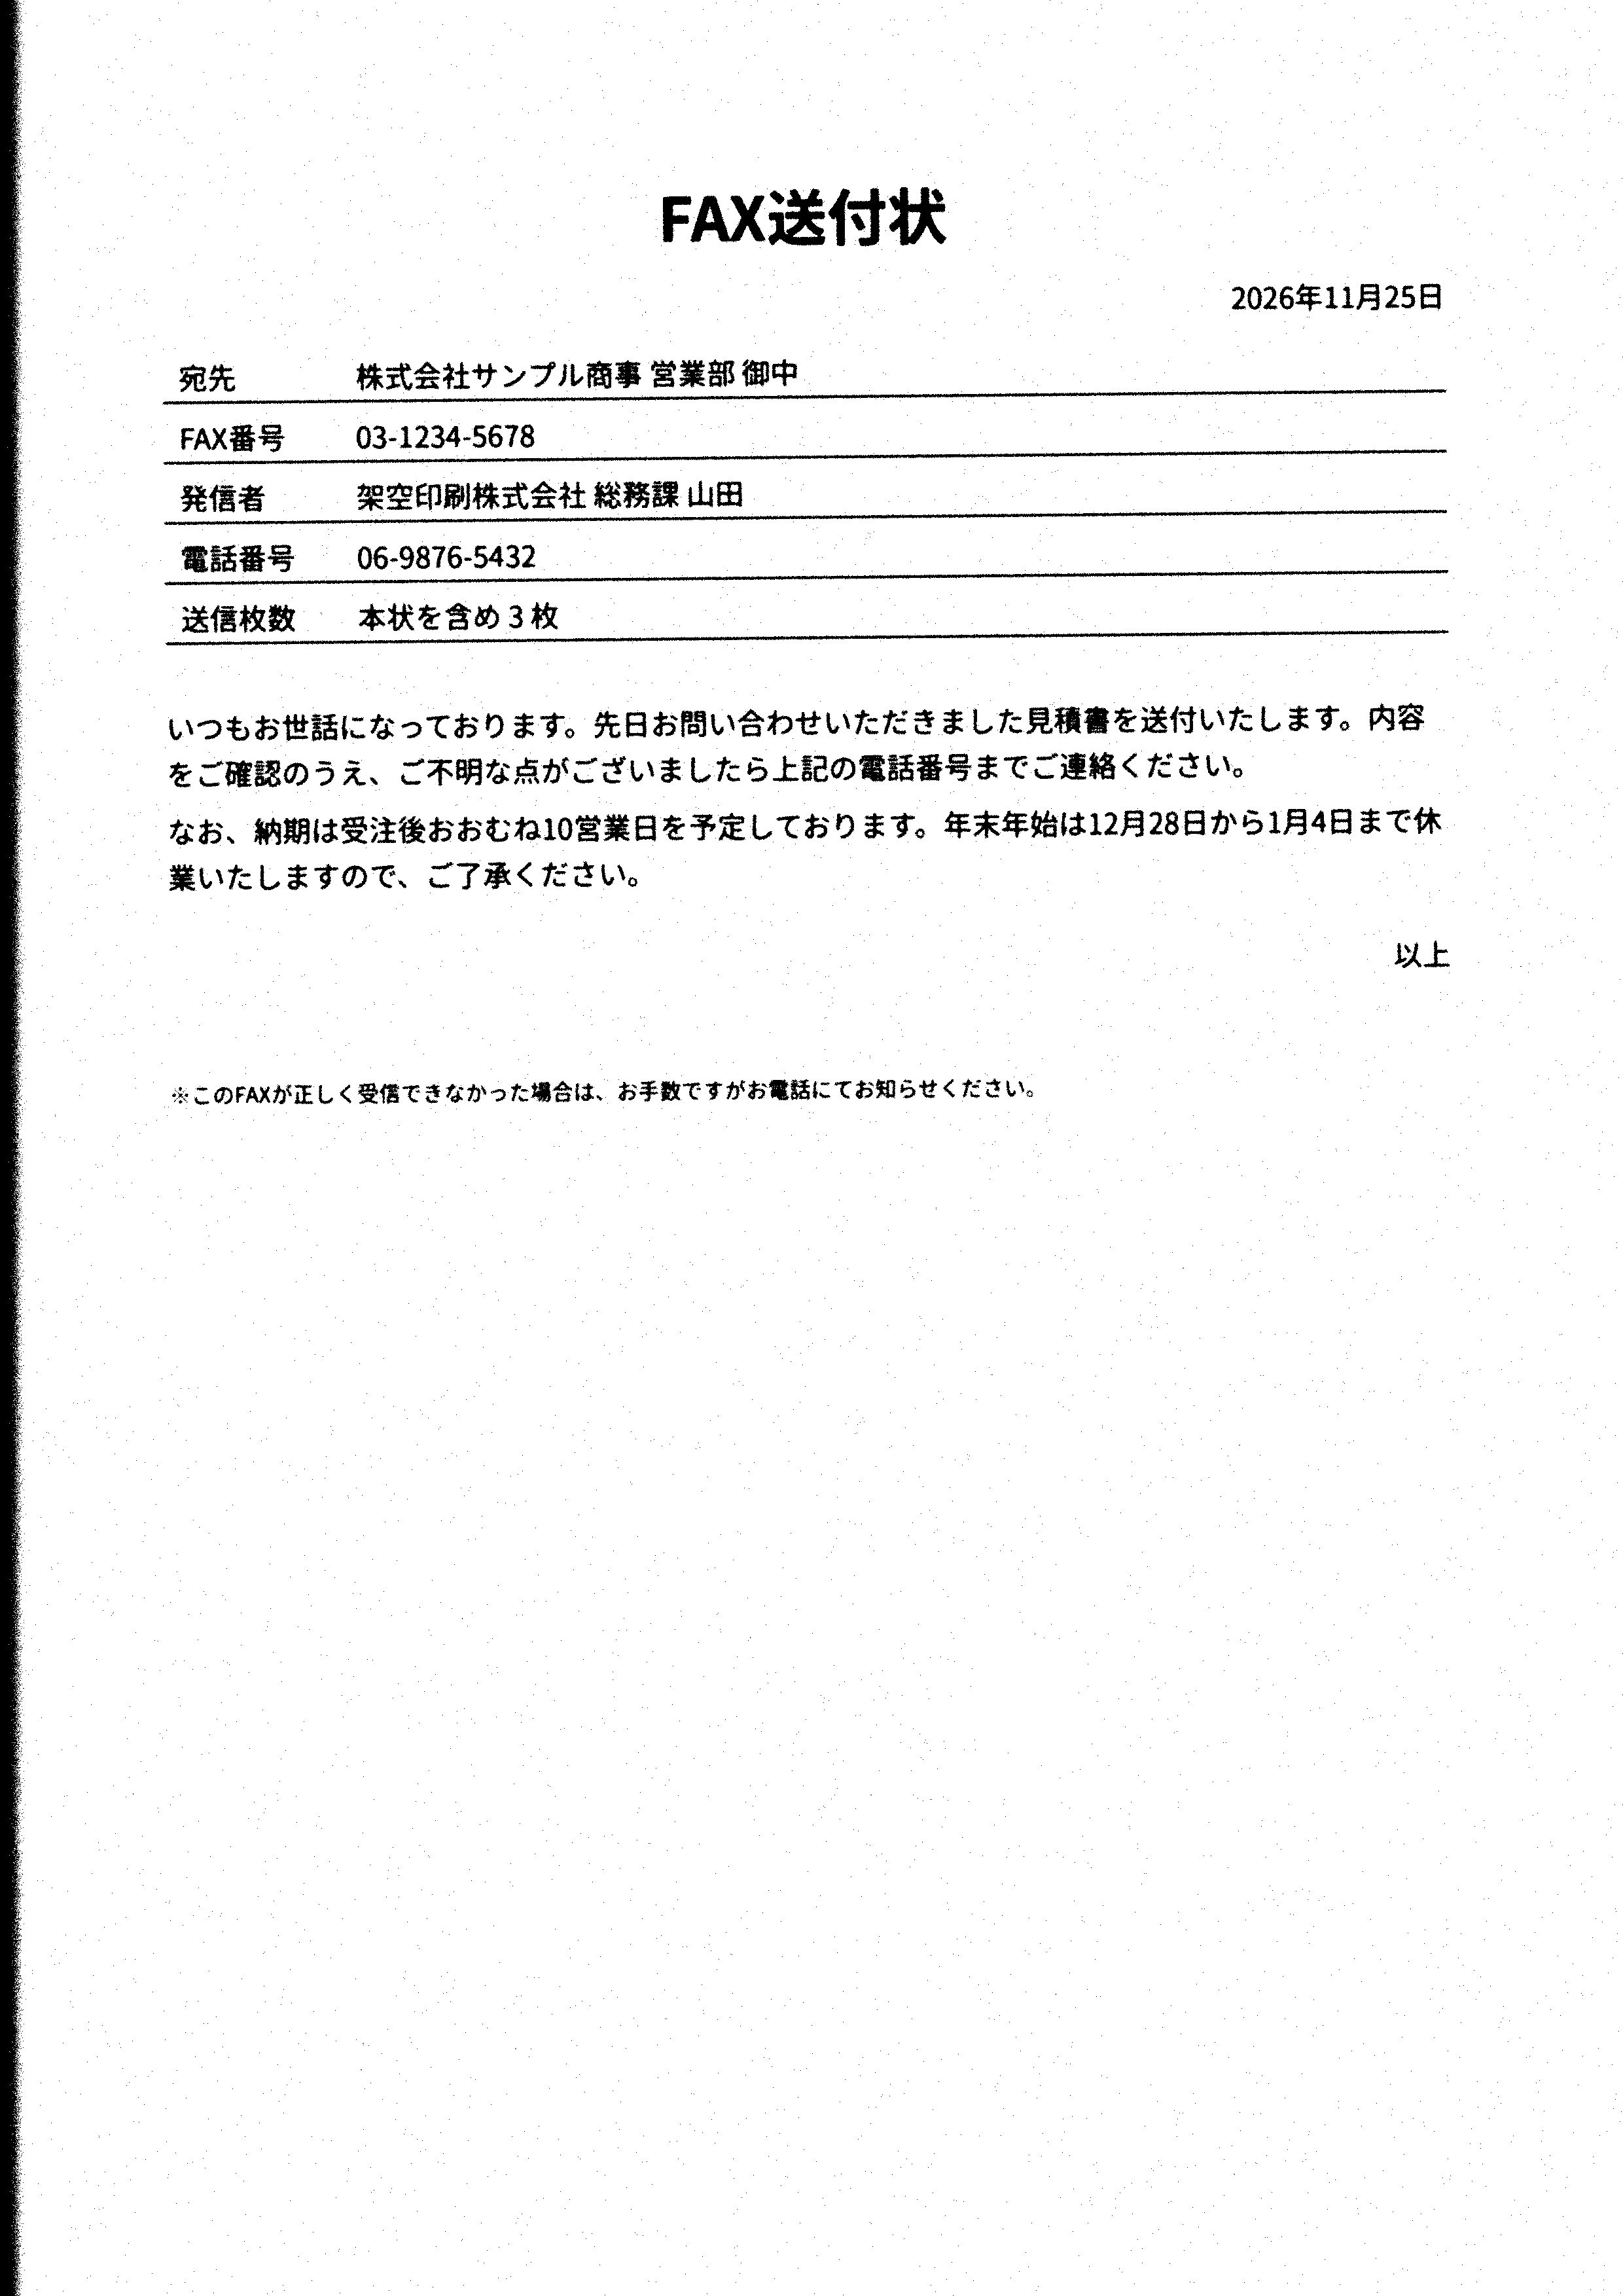 FAX送付状
2026年11月25日
宛先 株式会社サンプル商事 営業部 御中
FAX番号 03-1234-5678
発信者 架空印刷株式会社 総務課 山田
電話番号 06-9876-5432
送信枚数 本状を含め 3 枚
いつもお世話になっております。先日お問い合わせいただきました見積書を送付いたします。内容
をご確認のうえ、ご不明な点がございましたら上記の電話番号までご連絡ください。
なお、納期は受注後おおむね10営業日を予定しております。年末年始は12月28日から1月4日まで休
業いたしますので、ご了承ください。
以上
※このFAXが正しく受信できなかった場合は、お手数ですがお電話にてお知らせください。